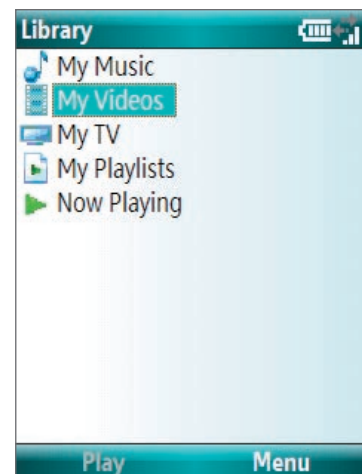 Library
My Music
My Videos
My TV
My Playlists
Now Playing
Play Menu